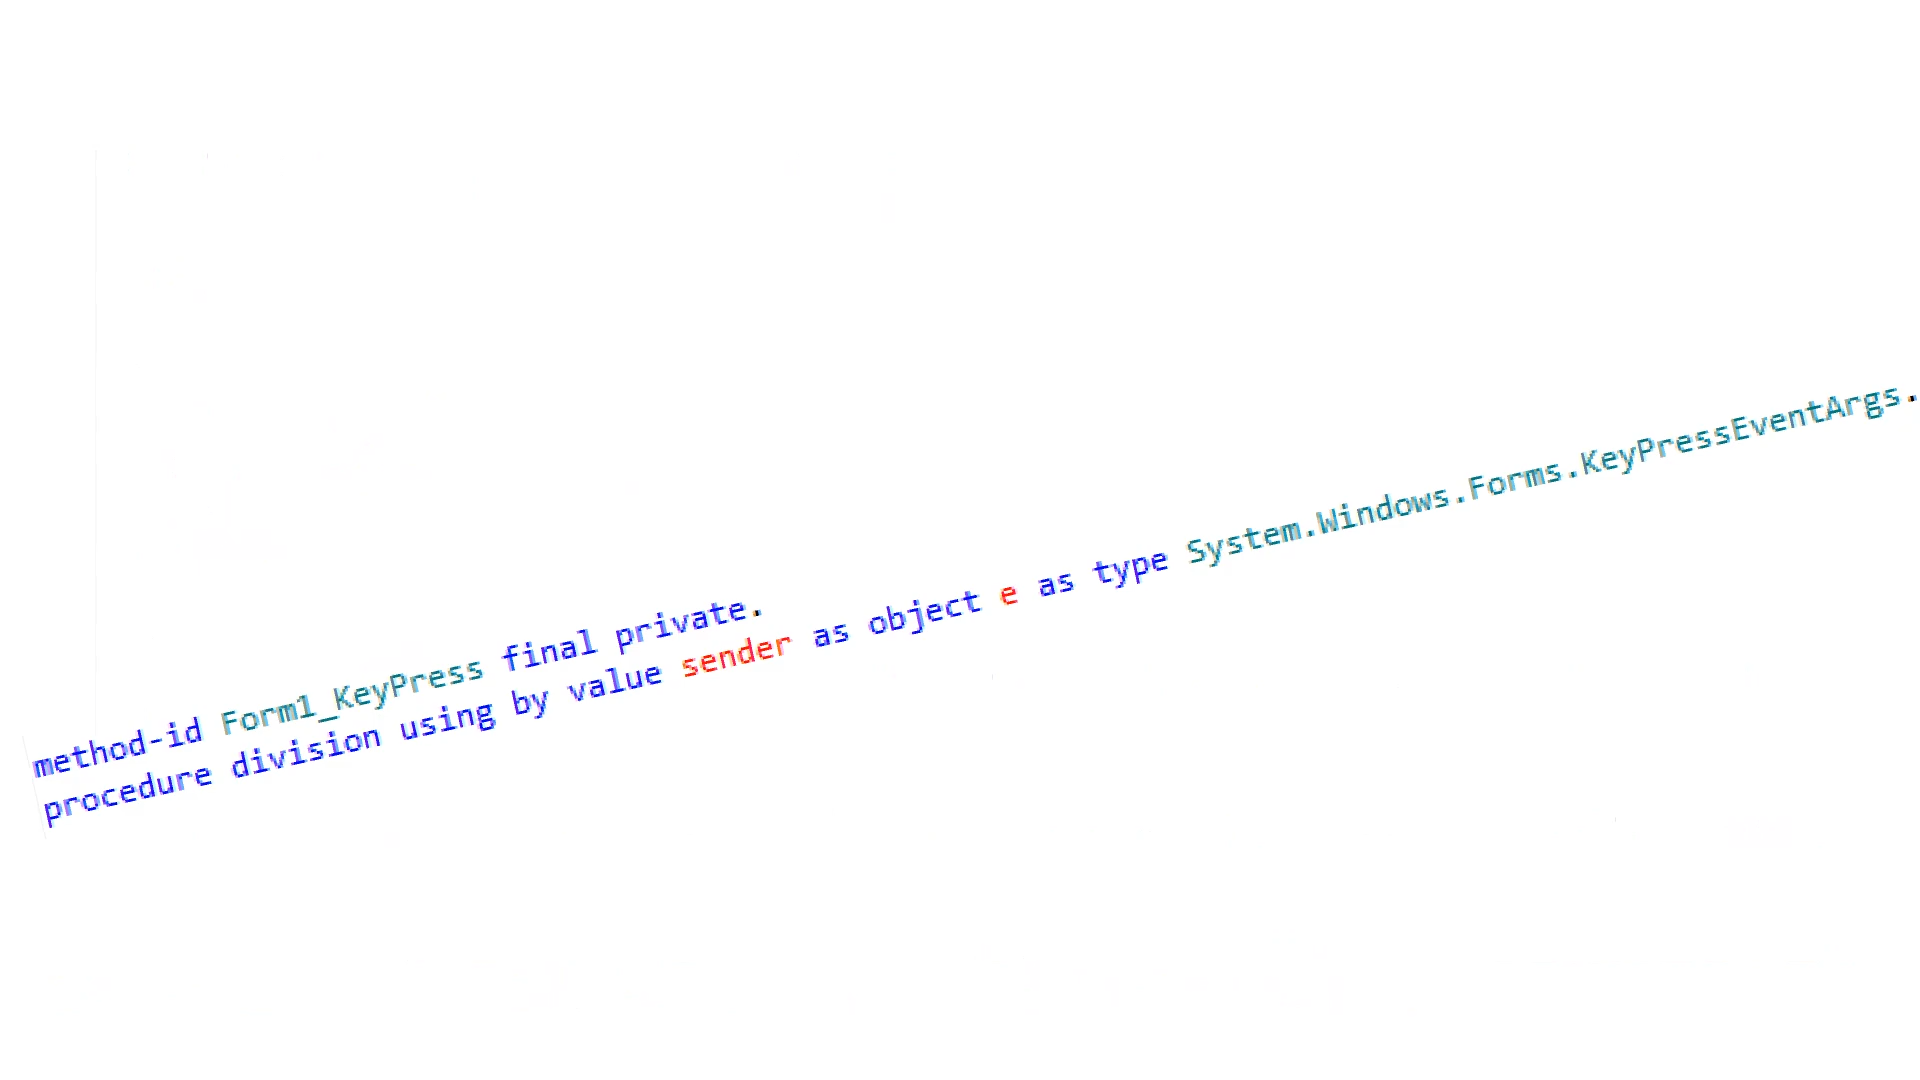 method-id Form1_KeyPress final private.
procedure division using by value sender as object e as type System.Windows.Forms.KeyPressEventArgs.